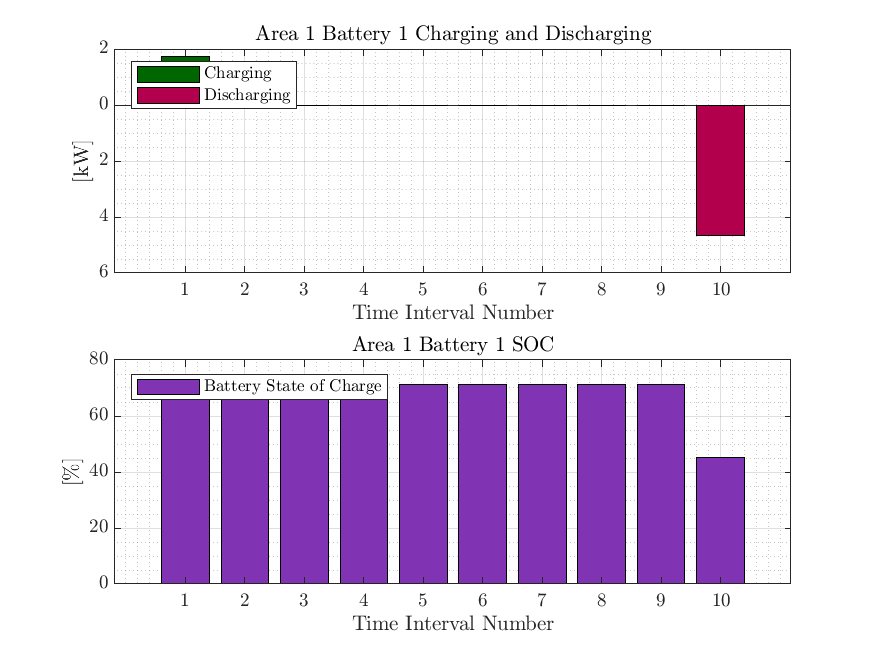 Area 1 Battery 1 Charging and Discharging
2
Charging
0
Discharging
[kW]
2
4
6
1 2 3 4 5 6 7 8 9 10
Time Interval Number
Area 1 Battery 1 SOC
80
Battery State of Charge
60
[%]
40
20
0
1 2 3 4 5 6 7 8 9 10
Time Interval Number